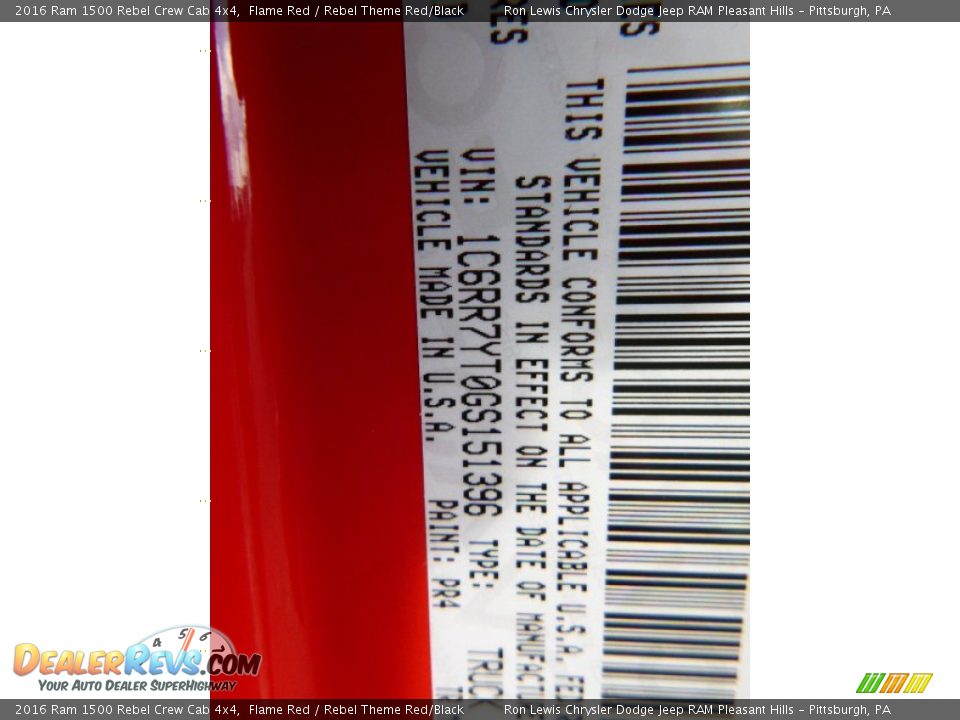 2016 Ram 1500 Rebel Crew Cab 4x4, Flame Red / Rebel Theme Red/Black Ron Lewis Chrysler Dodge Jeep RAM Pleasant Hills - Pittsburgh, PA
THIS VEHICLE CONFORMS TO ALL APPLICABLE U.S.A.
STANDARDS IN EFFECT ON THE DATE OF
VIN: 1C6RR7YT0GS151396 TYPE: TRUCK
VEHICLE MADE IN U.S.A. PAINT: PR4
4 5 6
DEALERREVS.COM
YOUR AUTO DEALER SUPERHIGHWAY
2016 Ram 1500 Rebel Crew Cab 4x4, Flame Red / Rebel Theme Red/Black Ron Lewis Chrysler Dodge Jeep RAM Pleasant Hills - Pittsburgh, PA